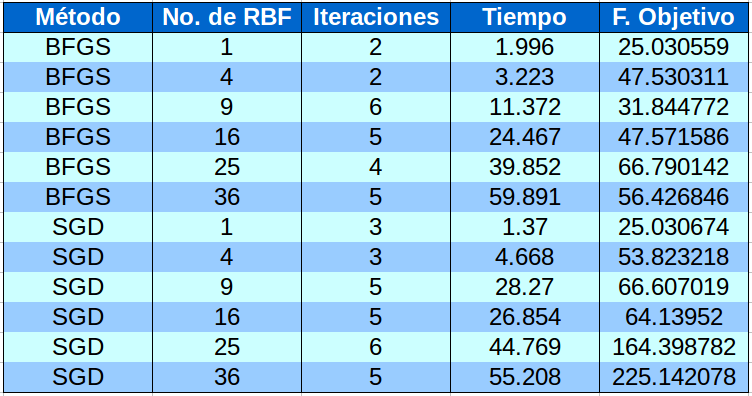 Método No. de RBF Iteraciones Tiempo F. Objetivo
BFGS 1 2 1.996 25.030559
BFGS 4 2 3.223 47.530311
BFGS 9 6 11.372 31.844772
BFGS 16 5 24.467 47.571586
BFGS 25 4 39.852 66.790142
BFGS 36 5 59.891 56.426846
SGD 1 3 1.37 25.030674
SGD 4 3 4.668 53.823218
SGD 9 5 28.27 66.607019
SGD 16 5 26.854 64.13952
SGD 25 6 44.769 164.398782
SGD 36 5 55.208 225.142078